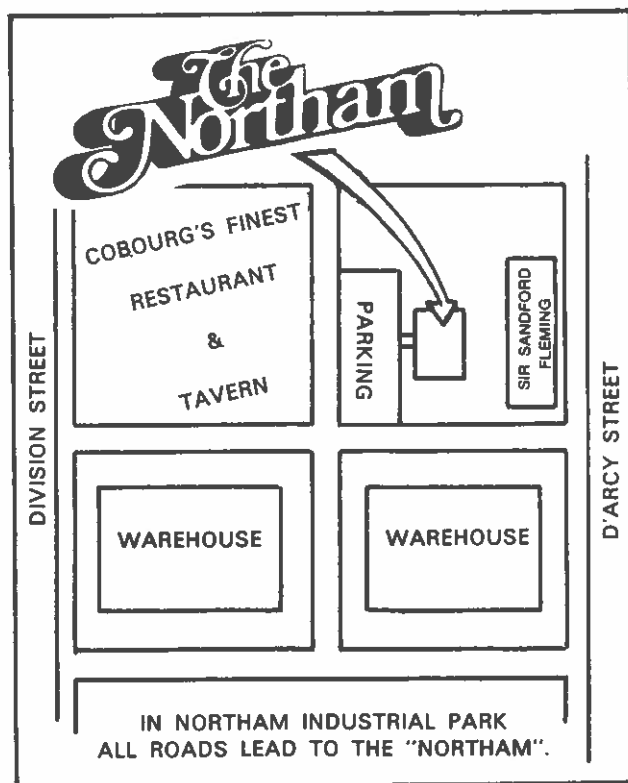 The
Northam
COBOURG'S FINEST
RESTAURANT
&
TAVERN
PARKING
SIR SANDFORD
FLEMING
DIVISION STREET
D'ARCY STREET
WAREHOUSE
WAREHOUSE
IN NORTHAM INDUSTRIAL PARK
ALL ROADS LEAD TO THE "NORTHAM".